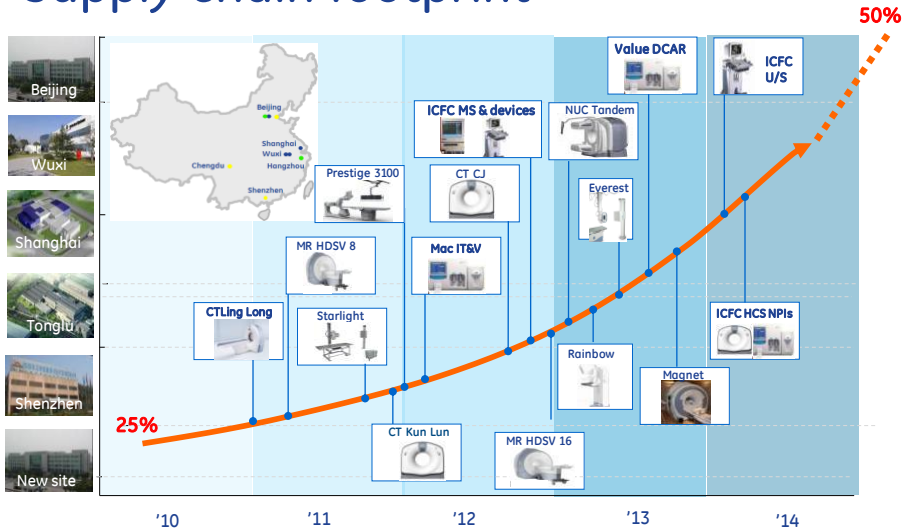 Supply chain footprint
50%
Beijing
Wuxi
Shanghai
Tonglu
Shenzhen
New site
Beijing
Shanghai
Wuxi
Chengdu
Hangzhou
Shenzhen
25%
CTLing Long
MR HDSV 8
Starlight
Prestige 3100
CT Kun Lun
Mac IT&V
CT CJ
ICFC MS & devices
MR HDSV 16
NUC Tandem
Rainbow
Everest
Value DCAR
Magnet
ICFC
U/S
ICFC HCS NPIs
'10
'11
'12
'13
'14